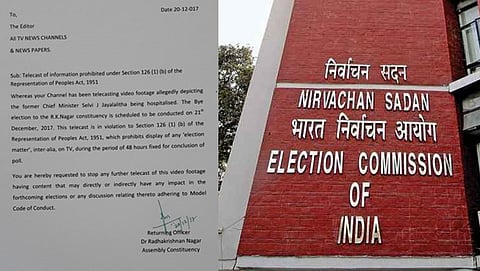 To,
Date 20-12-017
The Editor
All TV NEWS CHANNELS
& NEWS PAPERS.
Sub: Telecast of information prohibited under Section 126 (1) (b) of the
Representation of Peoples Act, 1951
Whereas your Channel has been telecasting video footage allegedly depicting
the former Chief Minister Selvi J Jayalalitha being hospitalised. The Bye
election to the R.K.Nagar constituency is scheduled to be conducted on 21st
December, 2017. This telecast is in violation to Section 126 (1) (b) of the
Representation of Peoples Act, 1951, which prohibits display of any 'election
matter', inter-alia, on TV, during the period of 48 hours fixed for conclusion of
poll.
You are hereby requested to stop any further telecast of this video footage
having content that may directly or indirectly have any impact in the
forthcoming elections or any discussion relating thereto adhering to Model
Code of Conduct.
Returning Officer
Dr Radhakrishnan Nagar
Assembly Constituency
निर्वाचन सदन
NIRVACHAN SADAN
भारत निर्वाचन आयोग
ELECTION COMMISSION
OF
INDIA